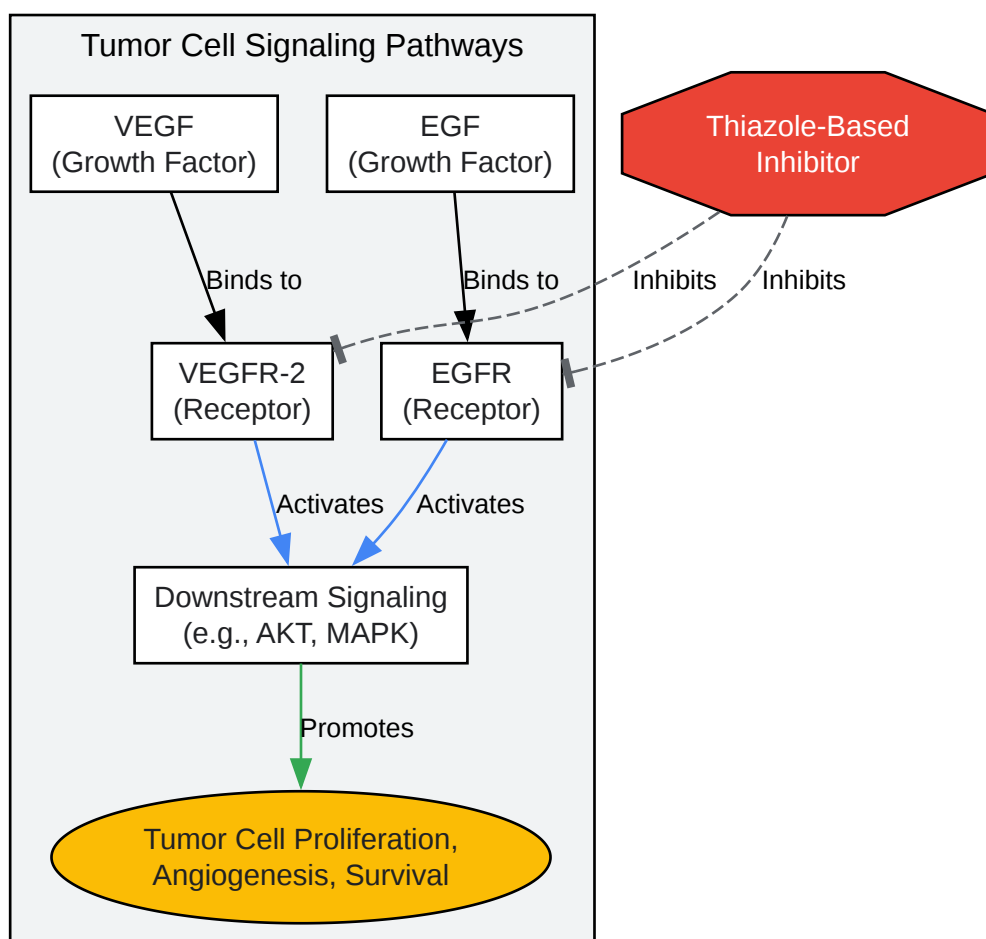 Tumor Cell Signaling Pathways
VEGF
(Growth Factor)
EGF
(Growth Factor)
Thiazole-Based
Inhibitor
Binds to
Binds to
Inhibits
Inhibits
VEGFR-2
(Receptor)
EGFR
(Receptor)
Activates
Activates
Downstream Signaling
(e.g., AKT, MAPK)
Promotes
Tumor Cell Proliferation,
Angiogenesis, Survival